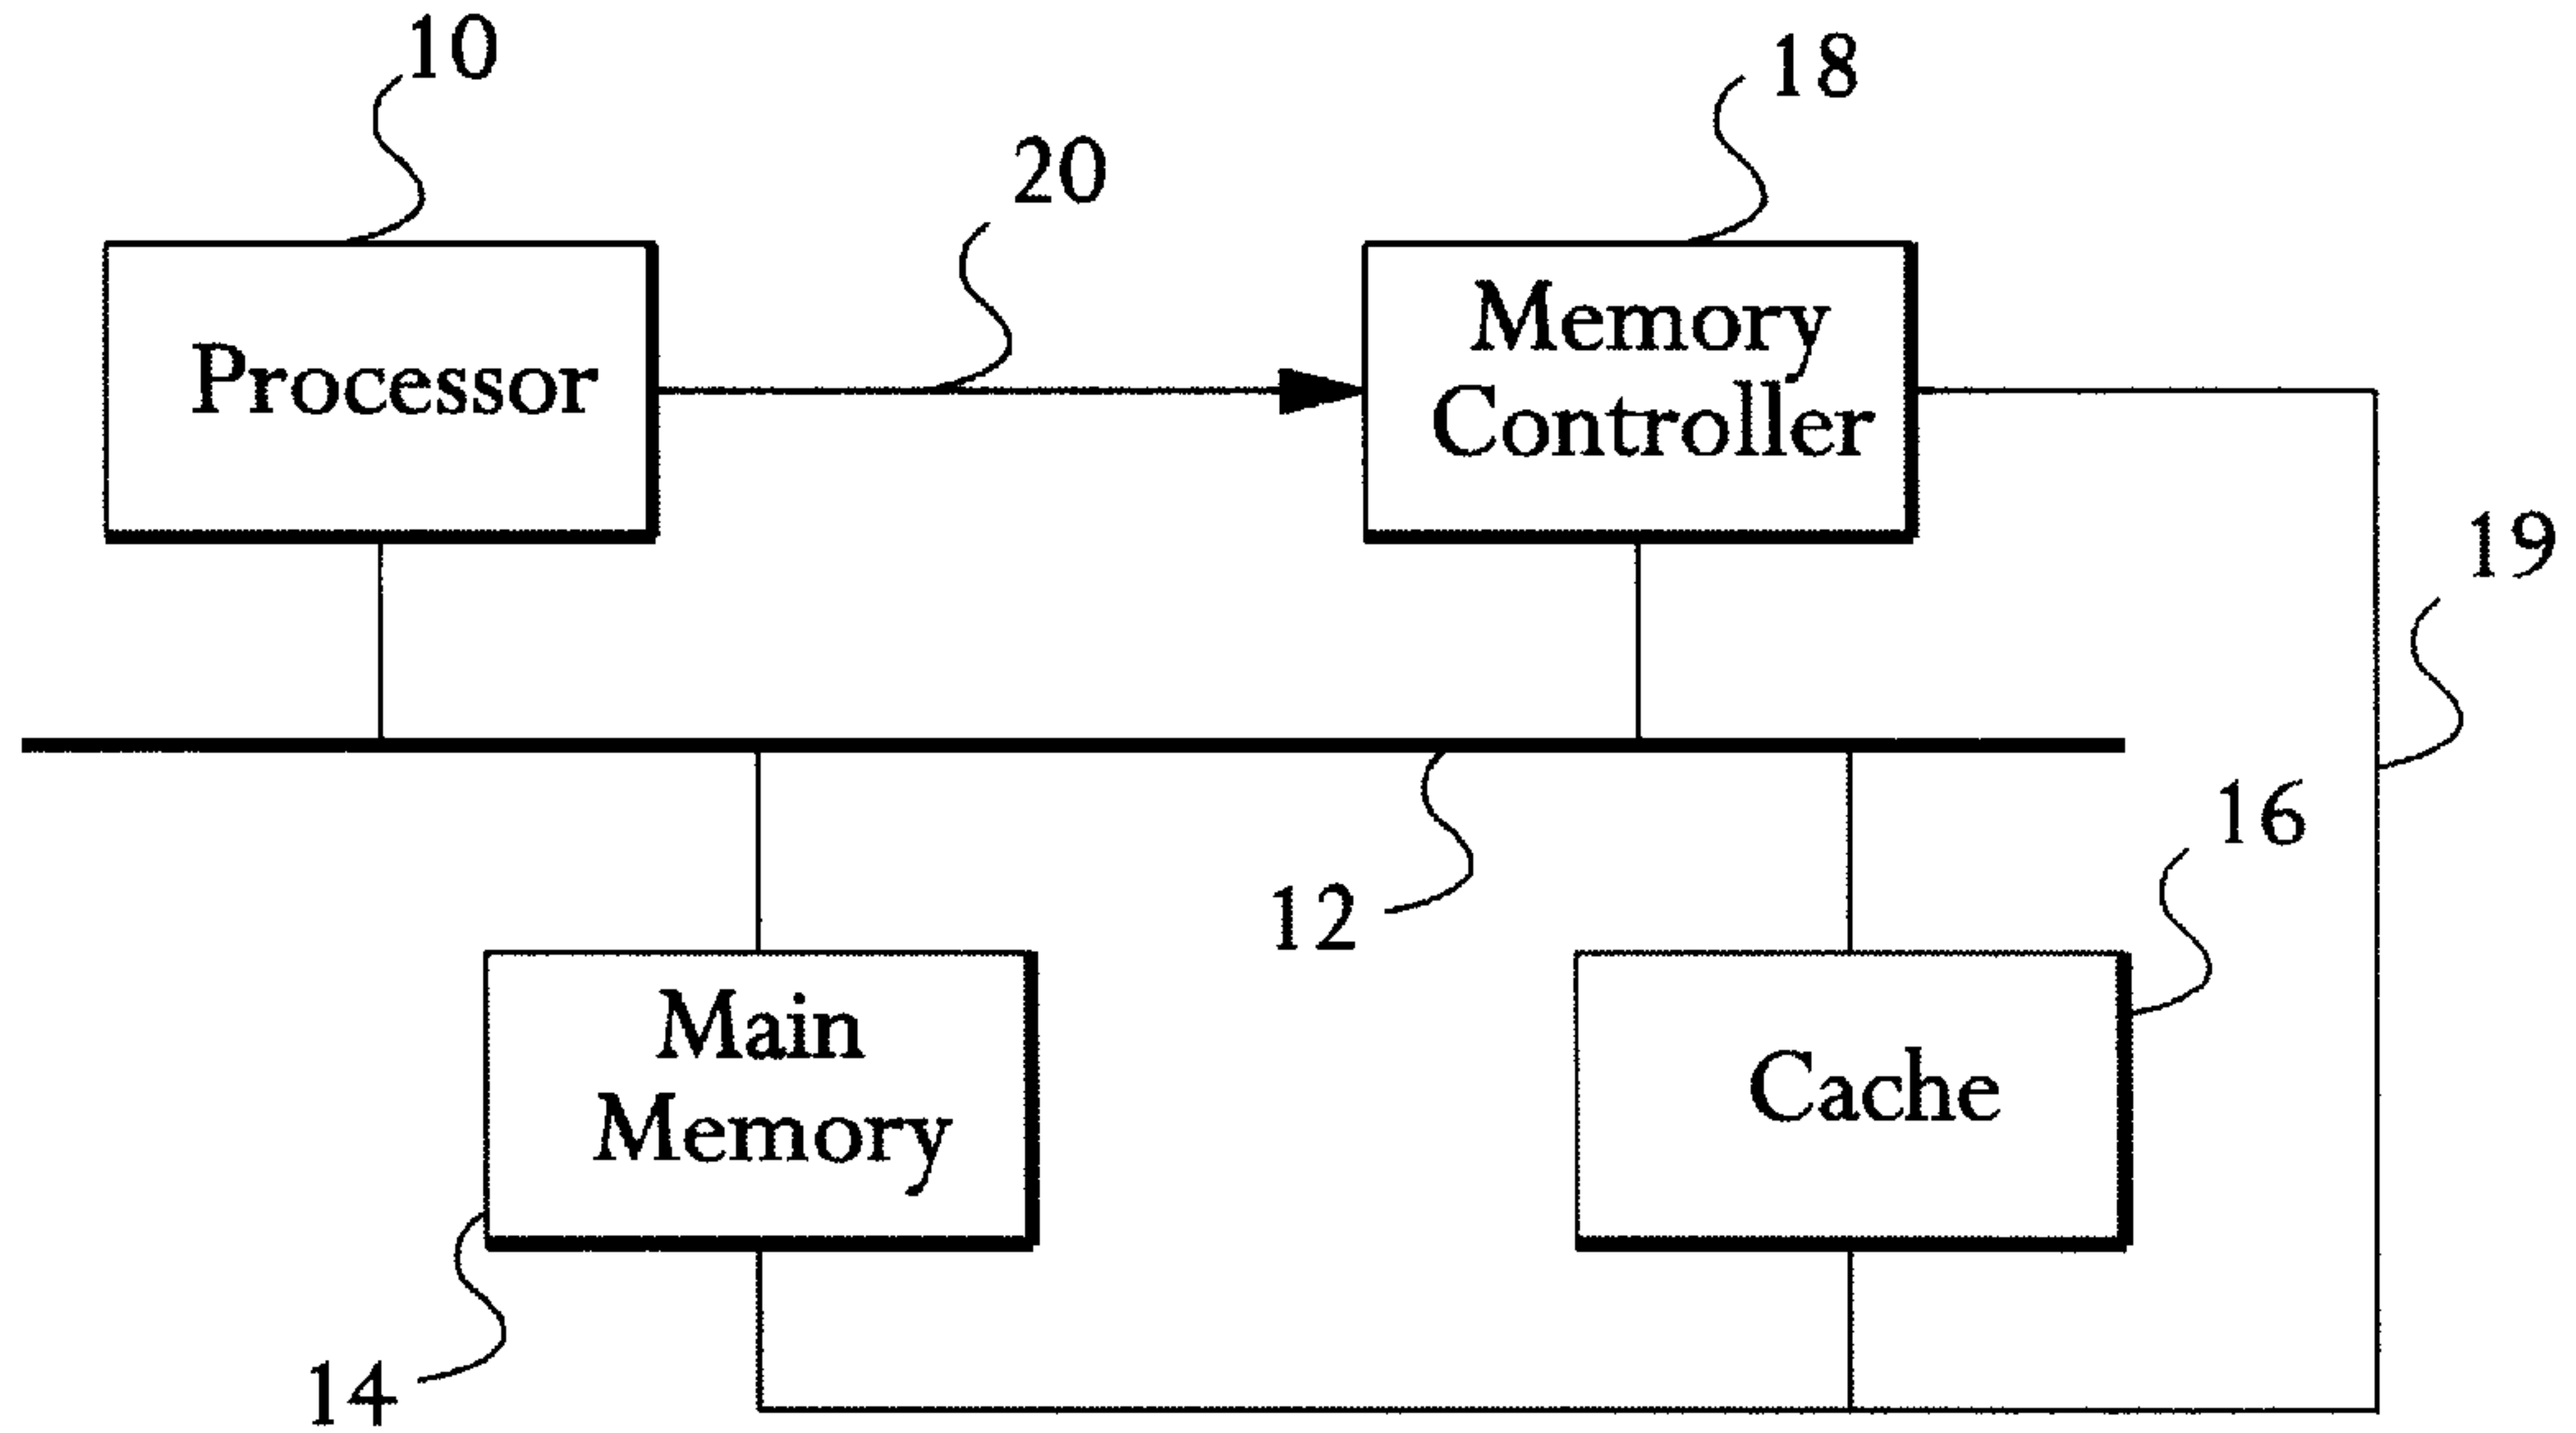 10
18
20
Processor
Memory
Controller
19
16
12
Main
Memory
Cache
14